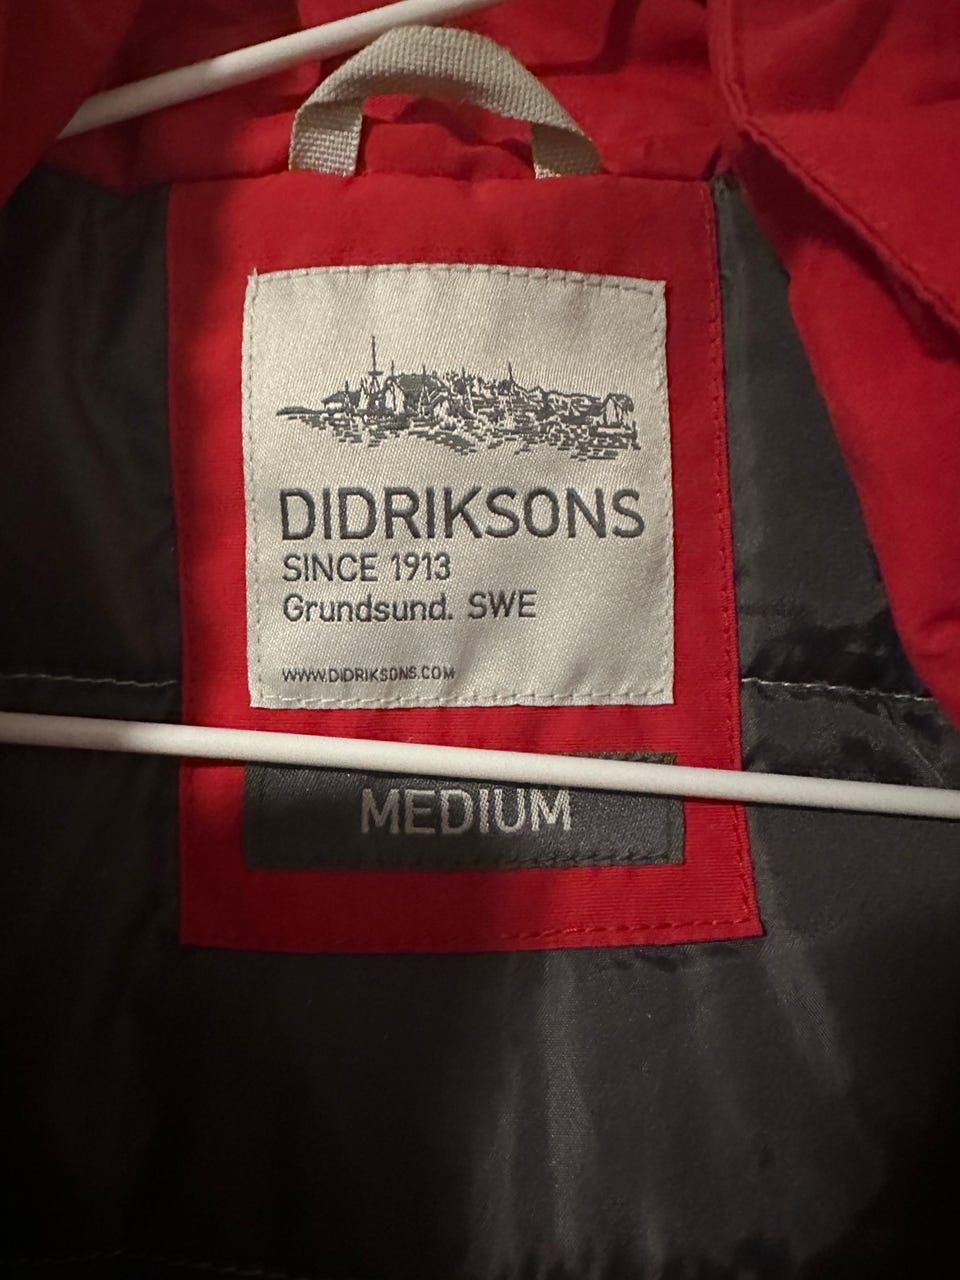 DIDRIKSONS
SINCE 1913
Grundsund. SWE
WWW.DIDRIKSONS.COM
MEDIUM